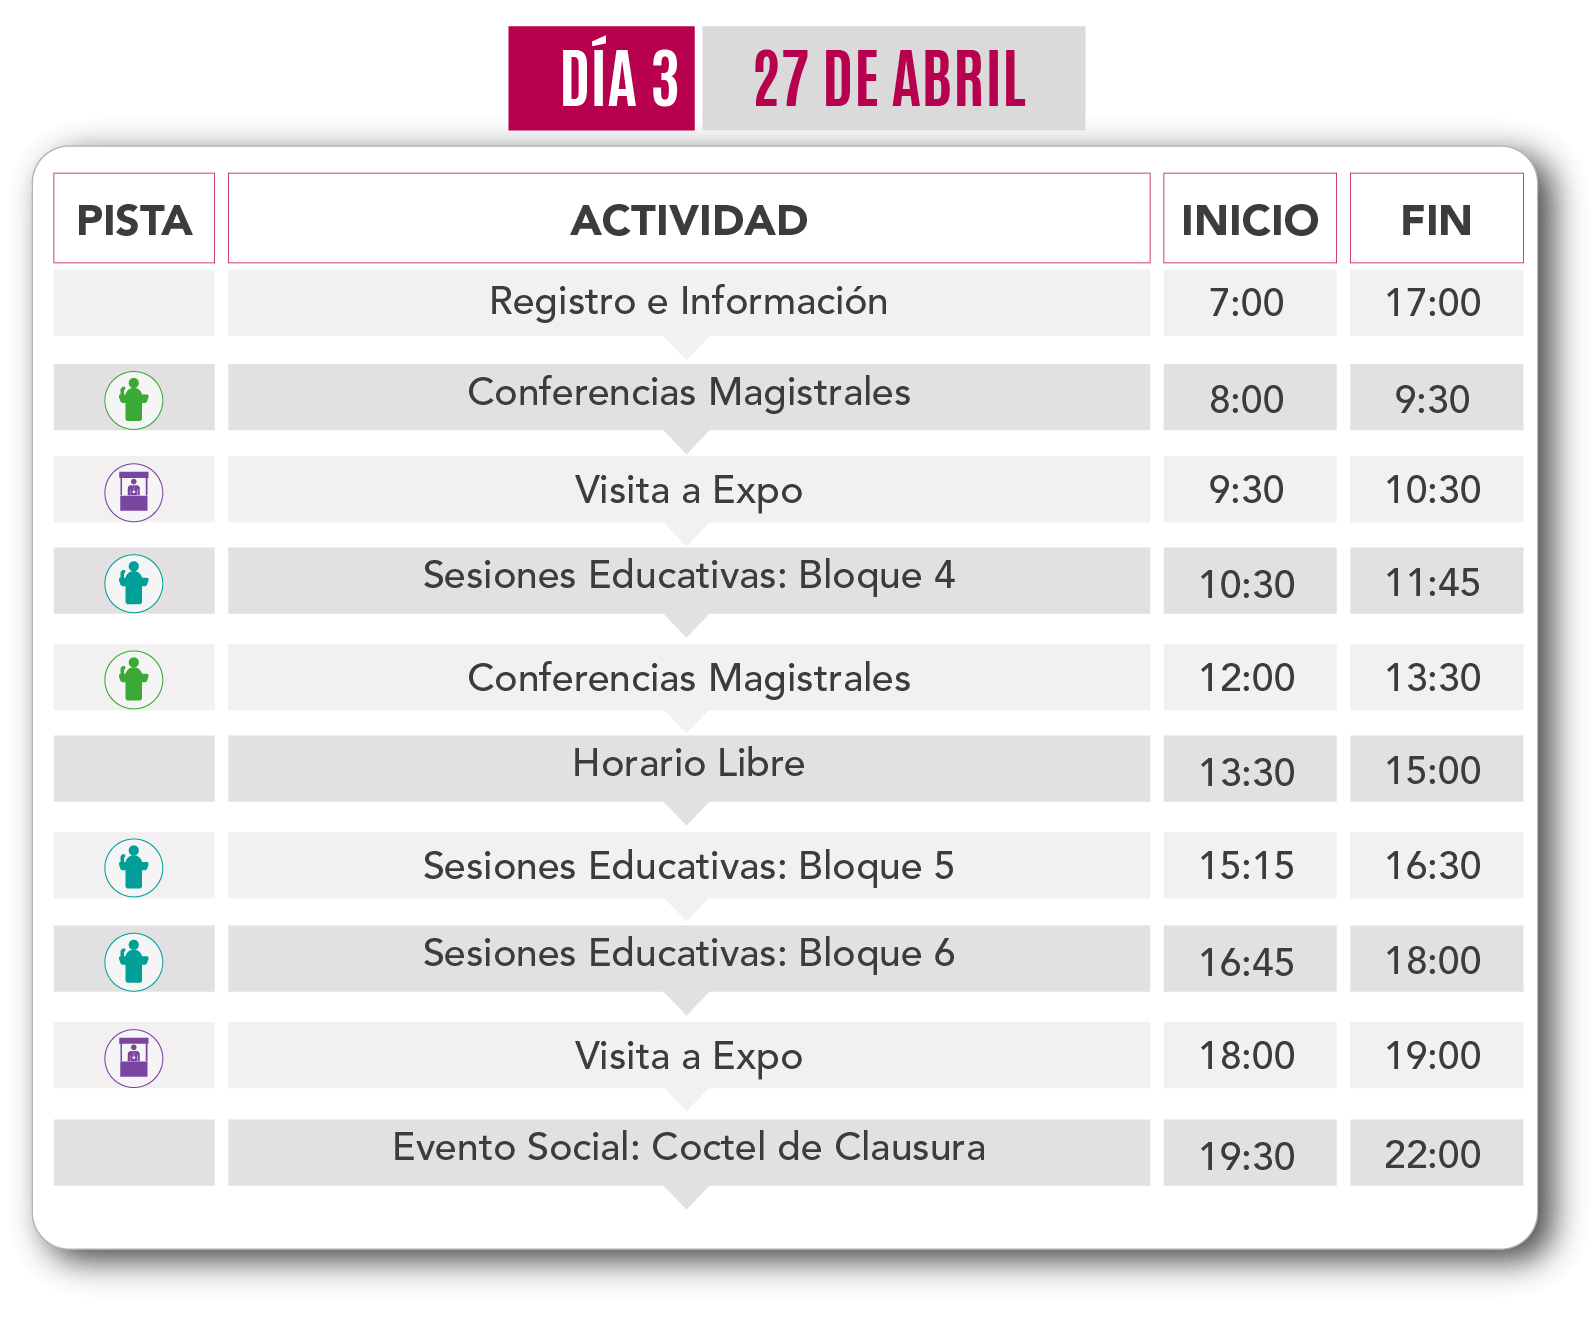 DÍA 3 27 DE ABRIL
PISTA ACTIVIDAD INICIO FIN
Registro e Información 7:00 17:00
Conferencias Magistrales 8:00 9:30
Visita a Expo 9:30 10:30
Sesiones Educativas: Bloque 4 10:30 11:45
Conferencias Magistrales 12:00 13:30
Horario Libre 13:30 15:00
Sesiones Educativas: Bloque 5 15:15 16:30
Sesiones Educativas: Bloque 6 16:45 18:00
Visita a Expo 18:00 19:00
Evento Social: Coctel de Clausura 19:30 22:00